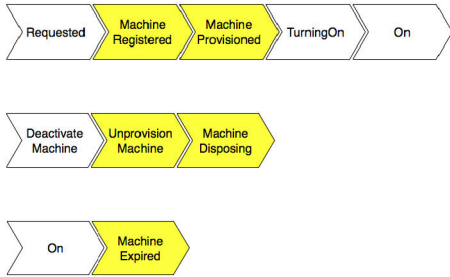 Requested
Machine
Registered
Machine
Provisioned
TurningOn
On
Deactivate
Machine
Unprovision
Machine
Machine
Disposing
On
Machine
Expired